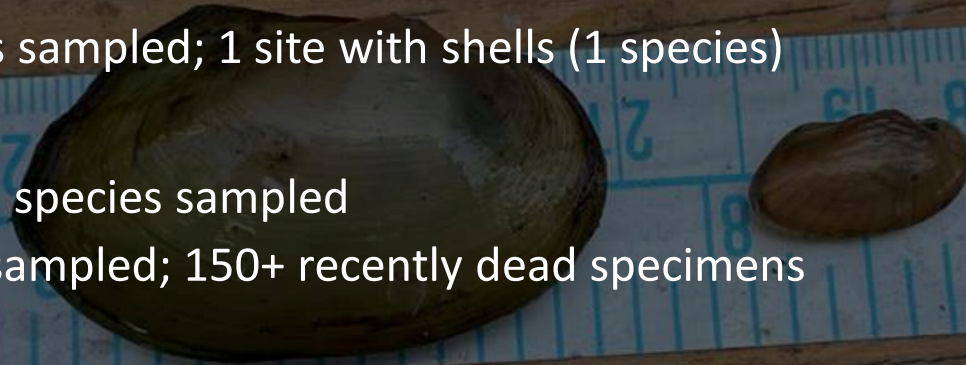 s sampled; 1 site with shells (1 species)
species sampled
sampled; 150+ recently dead specimens